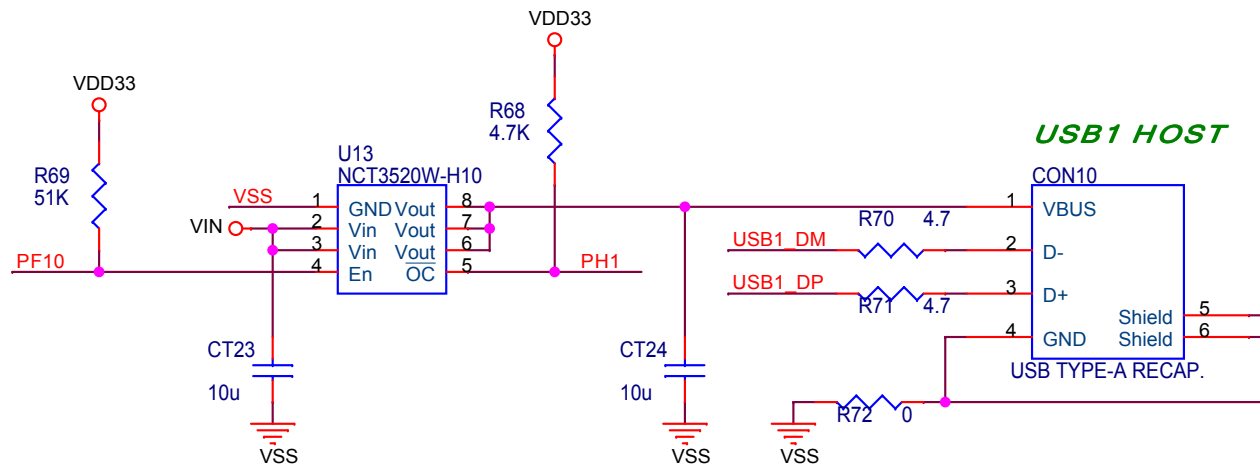 VDD33
VDD33
R68
4.7K
USB1 HOST
R69
51K
U13
NCT3520W-H10
CON10
VSS
1
GND
Vout
8
1
VBUS
VIN
2
Vin
Vout
7
R70
4.7
3
Vin
Vout
6
USB1_DM
2
D-
PF10
4
En
OC
5
PH1
USB1_DP
3
D+
R71
4.7
4
GND
Shield
5
Shield
6
CT23
10u
CT24
10u
USB TYPE-A RECAP.
R72
0
VSS
VSS
VSS